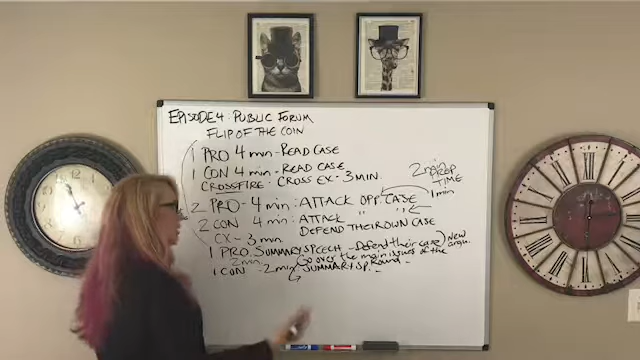 EPISODE 4: PUBLIC FORUM
FLIP OF THE COIN
1 PRO 4 min - READ CASE
1 CON 4 min - READ CASE
CROSSFIRE - CROSS EX - 3 MIN.
2 PRO - 4 min: ATTACK OPP. CASE
2 CON 4 min: ATTACK " "
DEFEND THEIR OWN CASE
CX - 3 min
1 PRO SUMMARY SPEECH - Defend their case) NEW
2 min. Go over the main issues of the argu.
1 CON - 2 min SUMMARY SP. Round -
PREP
TIME
1 min